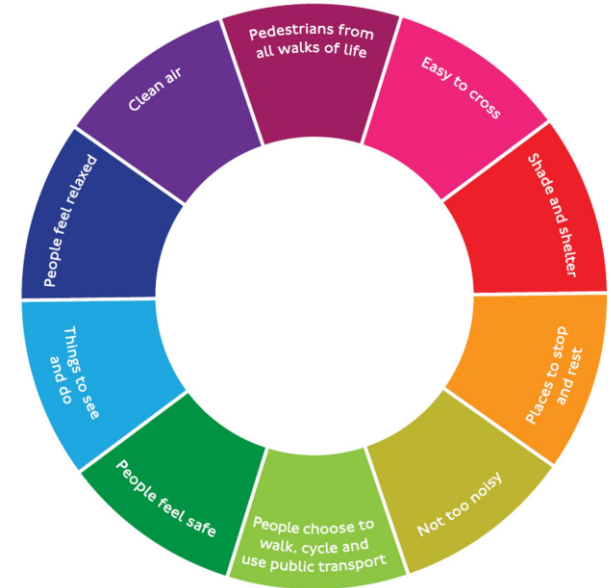 Pedestrians from
all walks of life
Easy to cross
Shade and shelter
Places to stop
and rest
Not too noisy
People choose to
walk, cycle and
use public transport
People feel safe
Things to see
and do
People feel relaxed
Clean air